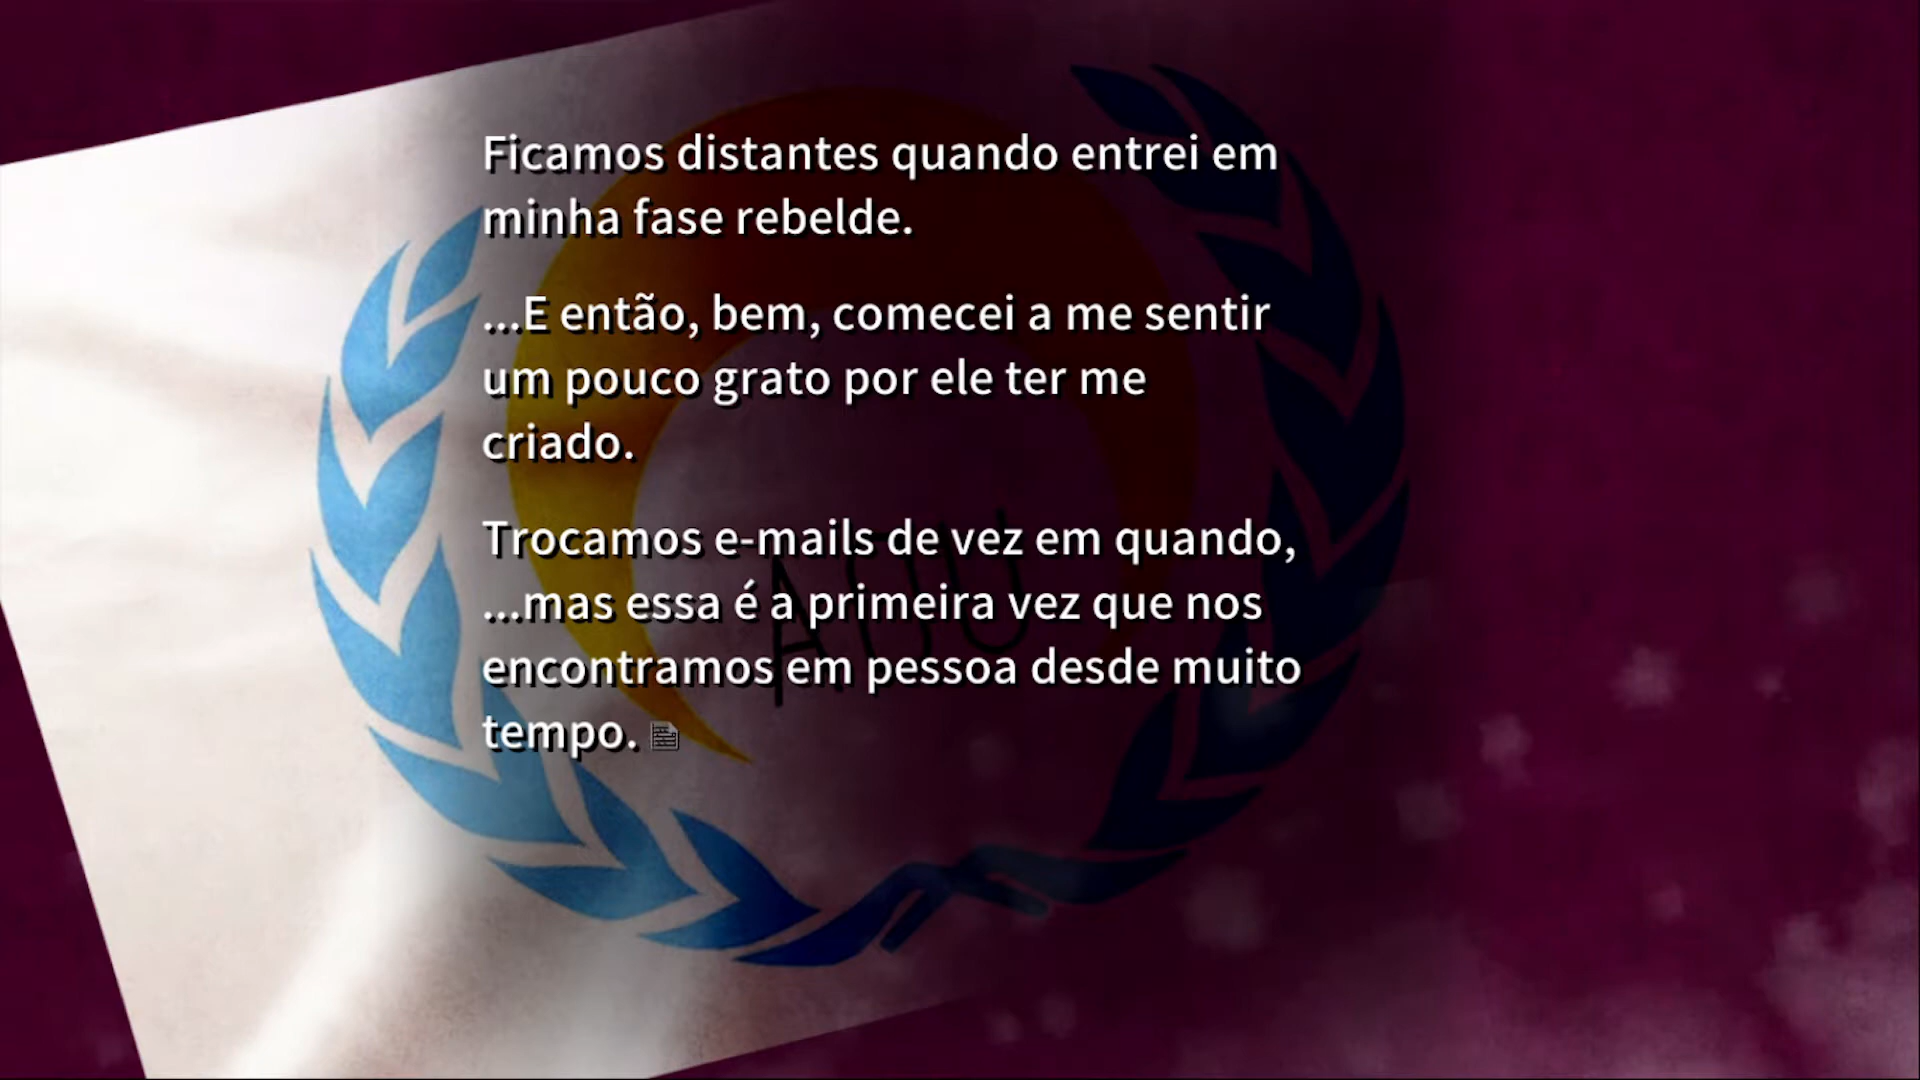 Ficamos distantes quando entrei em
minha fase rebelde.
...E então, bem, comecei a me sentir
um pouco grato por ele ter me
criado.
Trocamos e-mails de vez em quando,
...mas essa é a primeira vez que nos
encontramos em pessoa desde muito
tempo.
AOU